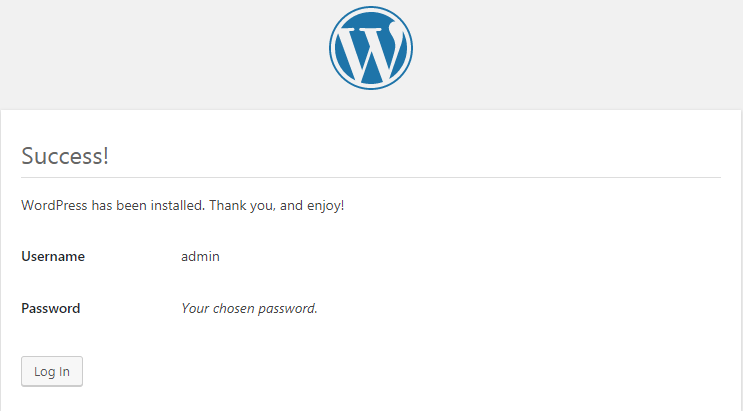 Success!
WordPress has been installed. Thank you, and enjoy!
Username admin
Password Your chosen password.
Log In